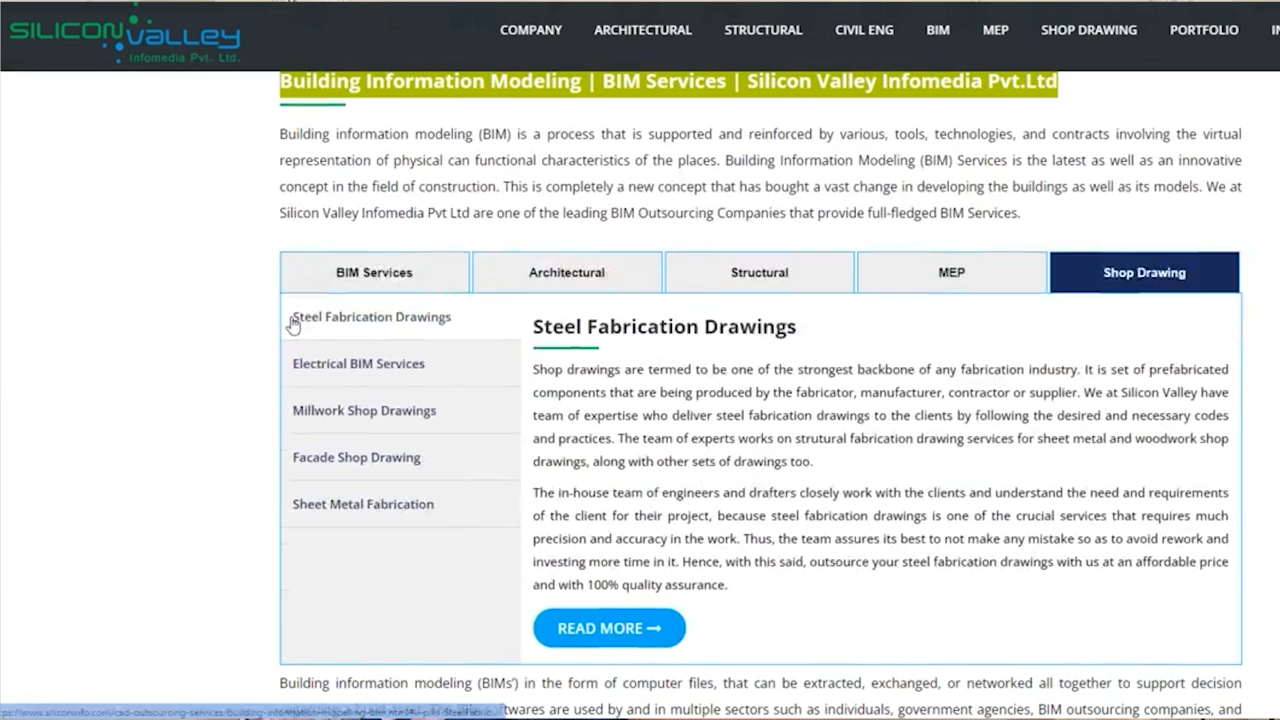 SILICON VALLEY
Infomedia Pvt. Ltd.
COMPANY ARCHITECTURAL STRUCTURAL CIVIL ENG BIM MEP SHOP DRAWING PORTFOLIO
Building Information Modeling | BIM Services | Silicon Valley Infomedia Pvt.Ltd
Building information modeling (BIM) is a process that is supported and reinforced by various, tools, technologies, and contracts involving the virtual
representation of physical can functional characteristics of the places. Building Information Modeling (BIM) Services is the latest as well as an innovative
concept in the field of construction. This is completely a new concept that has bought a vast change in developing the buildings as well as its models. We at
Silicon Valley Infomedia Pvt Ltd are one of the leading BIM Outsourcing Companies that provide full-fledged BIM Services.
BIM Services Architectural Structural MEP Shop Drawing
Steel Fabrication Drawings
Electrical BIM Services
Millwork Shop Drawings
Facade Shop Drawing
Sheet Metal Fabrication
Steel Fabrication Drawings
Shop drawings are termed to be one of the strongest backbone of any fabrication industry. It is set of prefabricated
components that are being produced by the fabricator, manufacturer, contractor or supplier. We at Silicon Valley have
team of expertise who deliver steel fabrication drawings to the clients by following the desired and necessary codes
and practices. The team of experts works on strutural fabrication drawing services for sheet metal and woodwork shop
drawings, along with other sets of drawings too.
The in-house team of engineers and drafters closely work with the clients and understand the need and requirements
of the client for their project, because steel fabrication drawings is one of the crucial services that requires much
precision and accuracy in the work. Thus, the team assures its best to not make any mistake so as to avoid rework and
investing more time in it. Hence, with this said, outsource your steel fabrication drawings with us at an affordable price
and with 100% quality assurance.
READ MORE →
Building information modeling (BIMs') in the form of computer files, that can be extracted, exchanged, or networked all together to support decision
are used by and in multiple sectors such as individuals, government agencies, BIM outsourcing companies, and